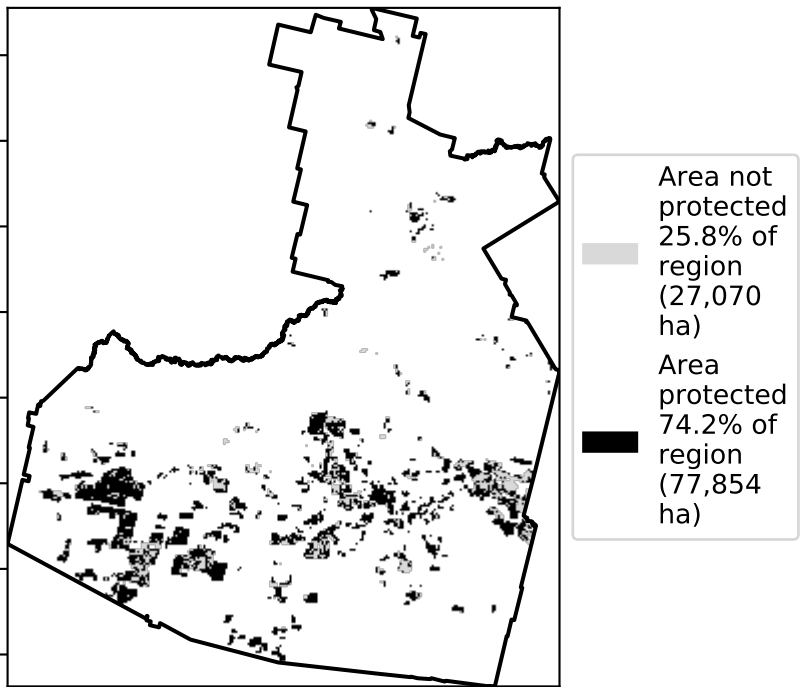 Area not
protected
25.8% of
region
(27,070
ha)
Area
protected
74.2% of
region
(77,854
ha)